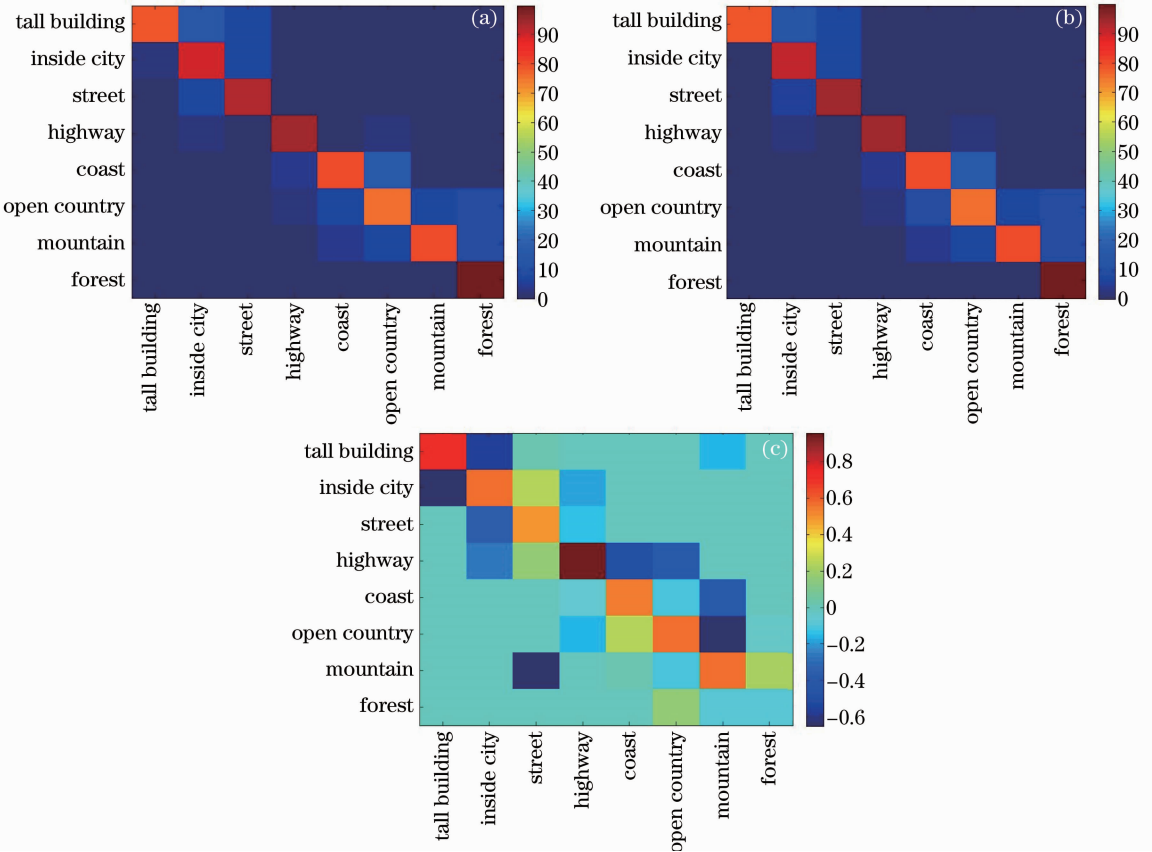 (a)
tall building
inside city
street
highway
coast
open country
mountain
forest
90
80
70
60
50
40
30
20
10
0
tall building
inside city
street
highway
coast
open country
mountain
forest
(b)
tall building
inside city
street
highway
coast
open country
mountain
forest
90
80
70
60
50
40
30
20
10
0
tall building
inside city
street
highway
coast
open country
mountain
forest
(c)
tall building
inside city
street
highway
coast
open country
mountain
forest
0.8
0.6
0.4
0.2
0
−0.2
−0.4
−0.6
tall building
inside city
street
highway
coast
open country
mountain
forest